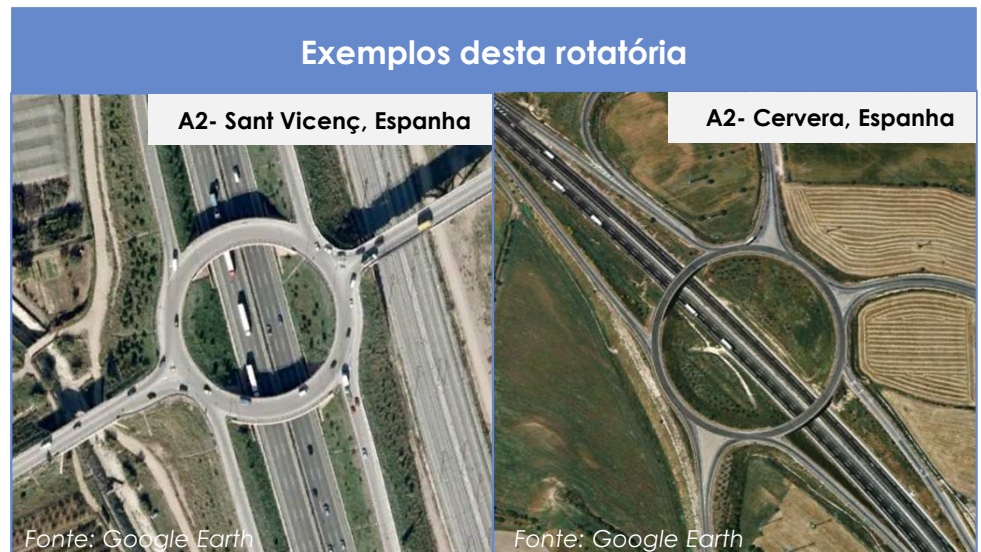 Exemplos desta rotatória
A2- Sant Vicenç, Espanha
A2- Cervera, Espanha
Fonte: Google Earth
Fonte: Google Earth